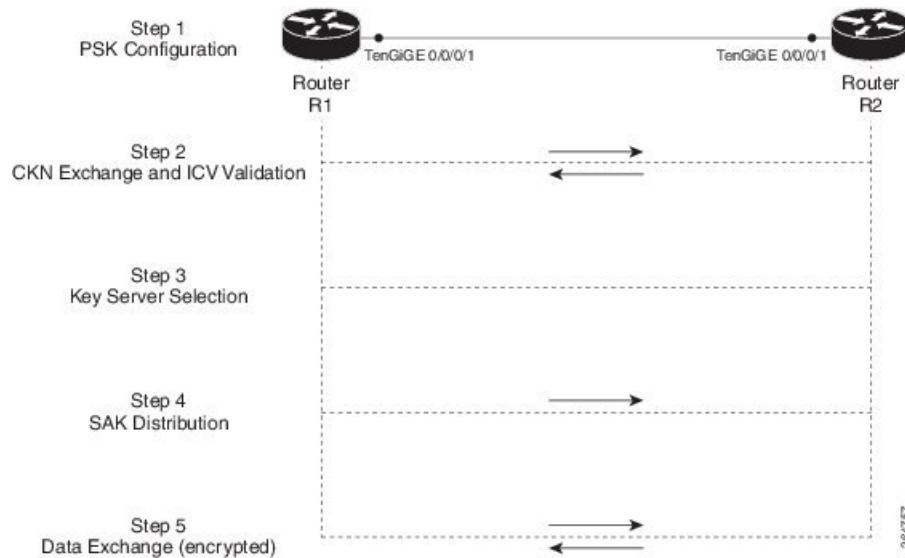 Step 1
PSK Configuration
TenGiGE 0/0/0/1
TenGiGE 0/0/0/1
Router
R1
Router
R2
Step 2
CKN Exchange and ICV Validation
Step 3
Key Server Selection
Step 4
SAK Distribution
Step 5
Data Exchange (encrypted)